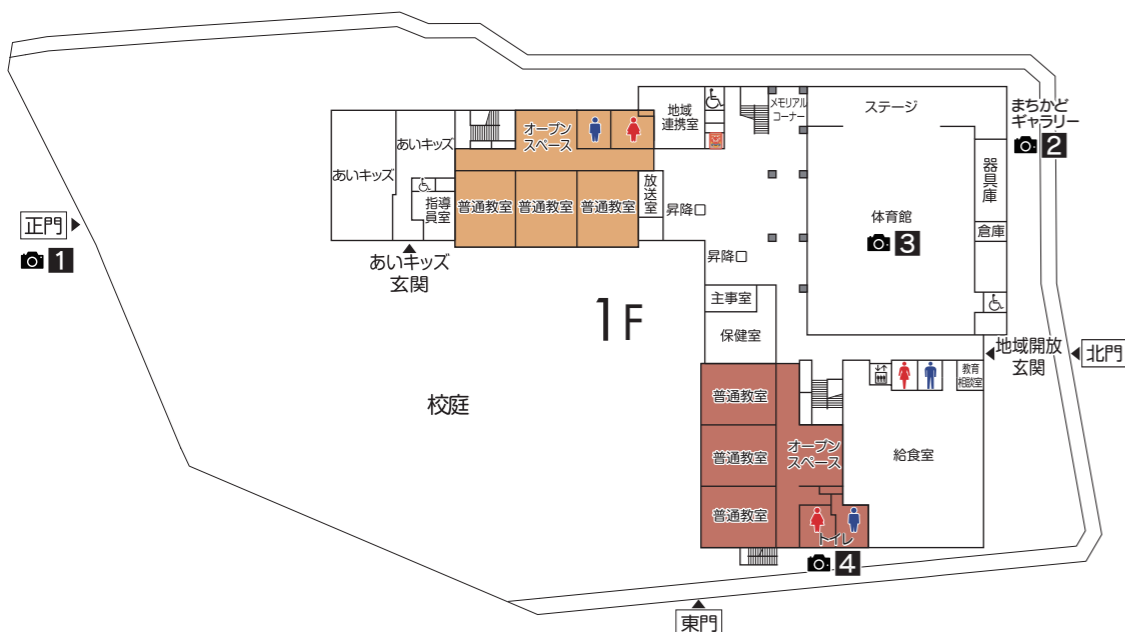 地域
連携室
メモリアル
コーナー
ステージ
まちかど
ギャラリー
2
オープン
スペース
あいキッズ
あいキッズ
器具庫
指導
員室
普通教室
普通教室
普通教室
放送室
昇降口
体育館
3
倉庫
正門
1
あいキッズ
玄関
昇降口
主事室
1F
保健室
地域開放
玄関
北門
教育
相談室
普通教室
校庭
オープン
スペース
給食室
普通教室
普通教室
トイレ
4
東門